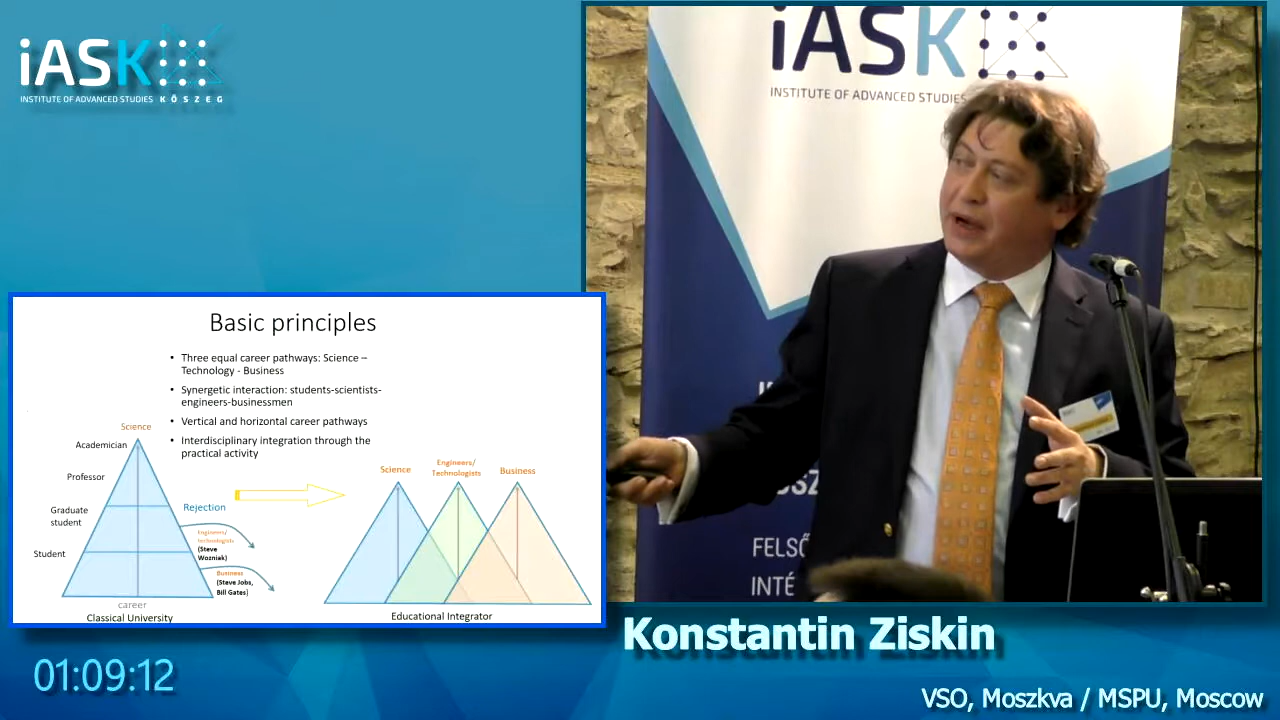 iASK
INSTITUTE OF ADVANCED STUDIES KŐSZEG
iASK
INSTITUTE OF ADVANCED STUDIES
FELSŐ
INTÉ
Basic principles
• Three equal career pathways: Science –
Technology - Business
• Synergetic interaction: students-scientists-
engineers-businessmen
• Vertical and horizontal career pathways
• Interdisciplinary integration through the
practical activity
Science
Academician
Professor
Graduate
student
Student
Rejection
Engineers/
technologists
(Steve
Wozniak)
Business
(Steve Jobs,
Bill Gates)
career
Classical University
Science
Engineers/
Technologists
Business
Educational Integrator
Konstantin Ziskin
01:09:12
VSO, Moszkva / MSPU, Moscow